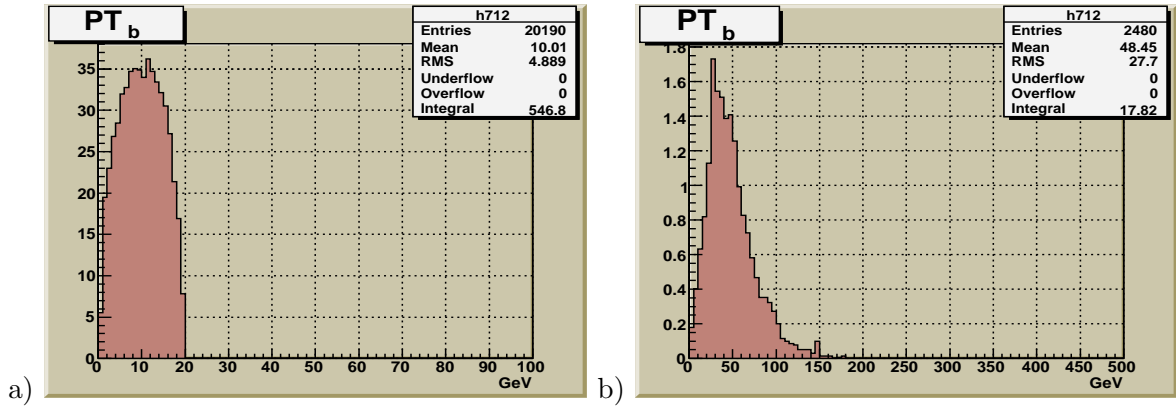 PT b
h712
Entries 20190
Mean 10.01
RMS 4.889
Underflow 0
Overflow 0
Integral 546.8
35
30
25
20
15
10
5
0
0 10 20 30 40 50 60 70 80 90 100
GeV
a)
PT b
h712
Entries 2480
Mean 48.45
RMS 27.7
Underflow 0
Overflow 0
Integral 17.82
1.8
1.6
1.4
1.2
1
0.8
0.6
0.4
0.2
0
0 50 100 150 200 250 300 350 400 450 500
GeV
b)